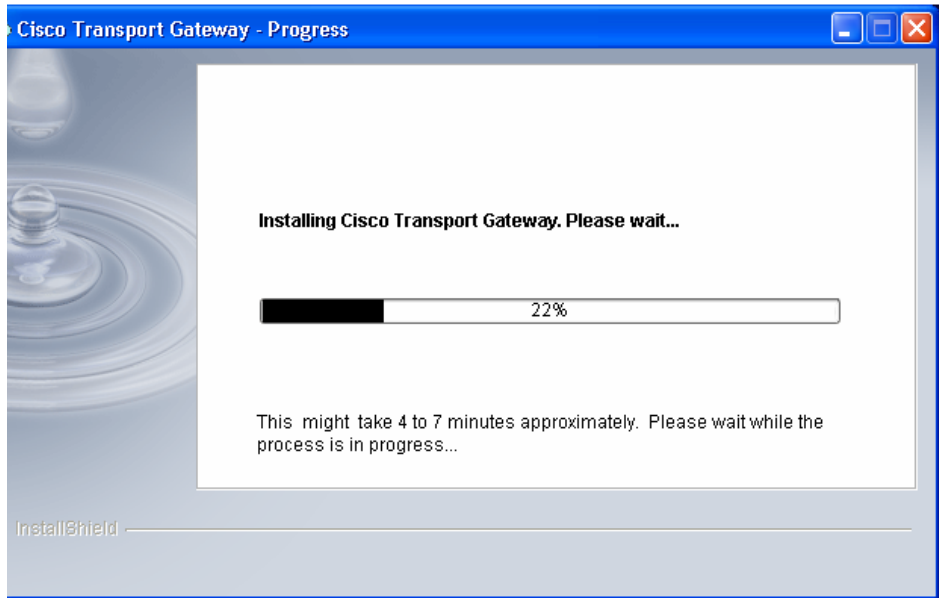 Cisco Transport Gateway - Progress
Installing Cisco Transport Gateway. Please wait...
22%
This might take 4 to 7 minutes approximately. Please wait while the
process is in progress...
InstallShield